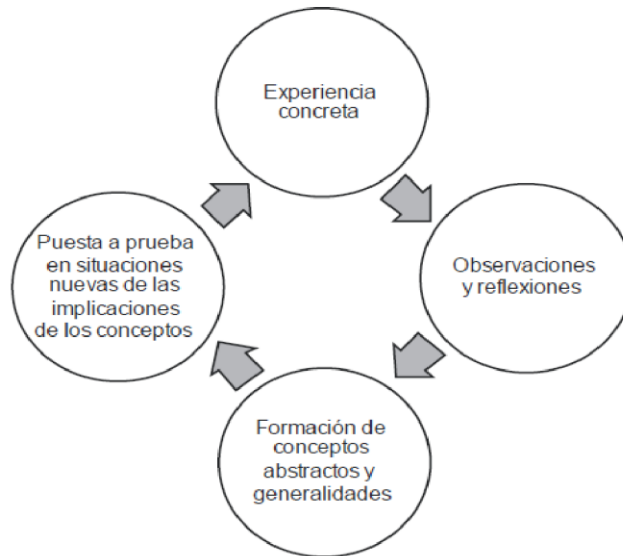 Experiencia
concreta
Observaciones
y reflexiones
Formación de
conceptos
abstractos y
generalidades
Puesta a prueba
en situaciones
nuevas de las
implicaciones
de los conceptos